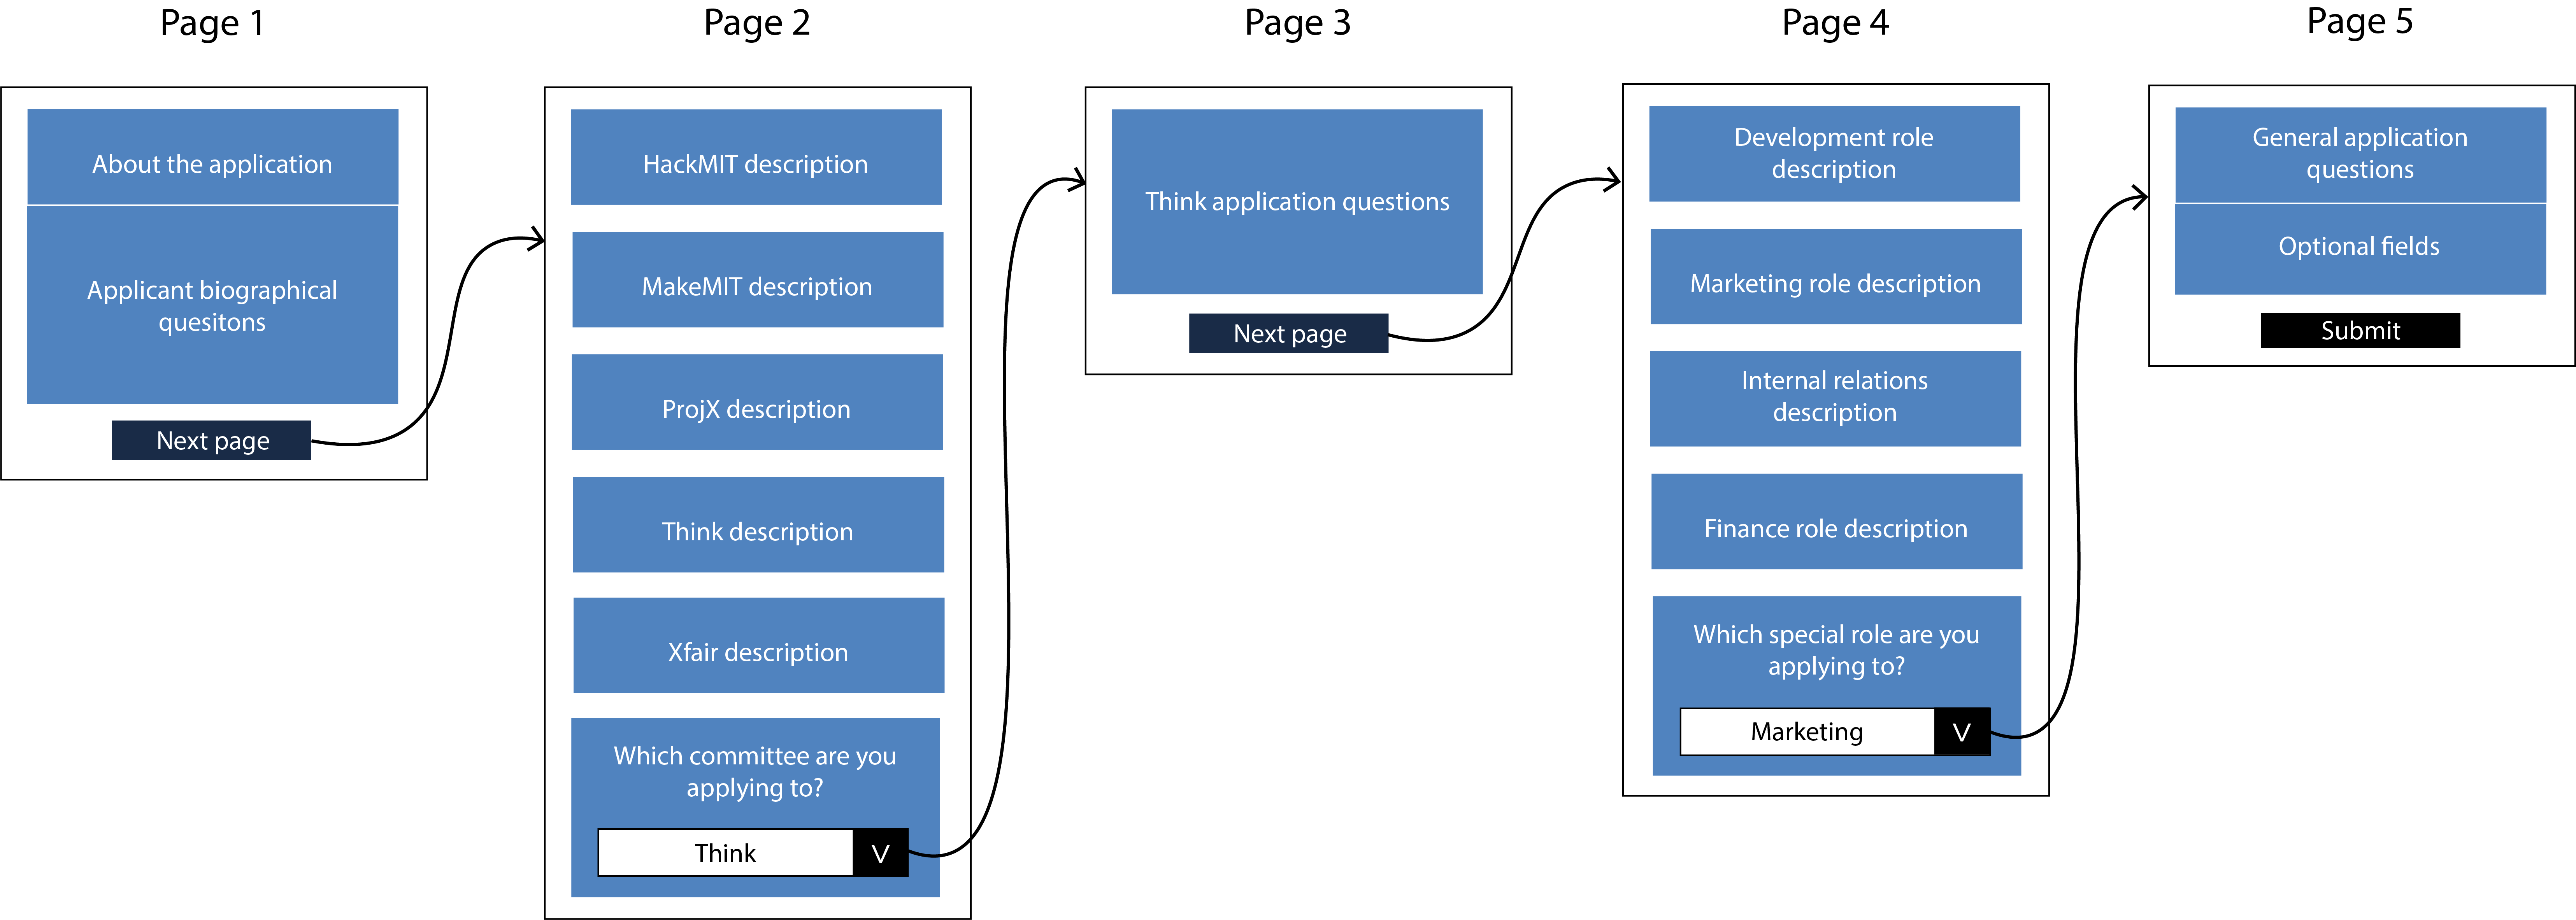 Page 1
About the application
Applicant biographical
quesitons
Next page
Page 2
HackMIT description
MakeMIT description
ProjX description
Think description
Xfair description
Which committee are you
applying to?
Think
V
Page 3
Think application questions
Next page
Page 4
Development role
description
Marketing role description
Internal relations
description
Finance role description
Which special role are you
applying to?
Marketing
V
Page 5
General application
questions
Optional fields
Submit